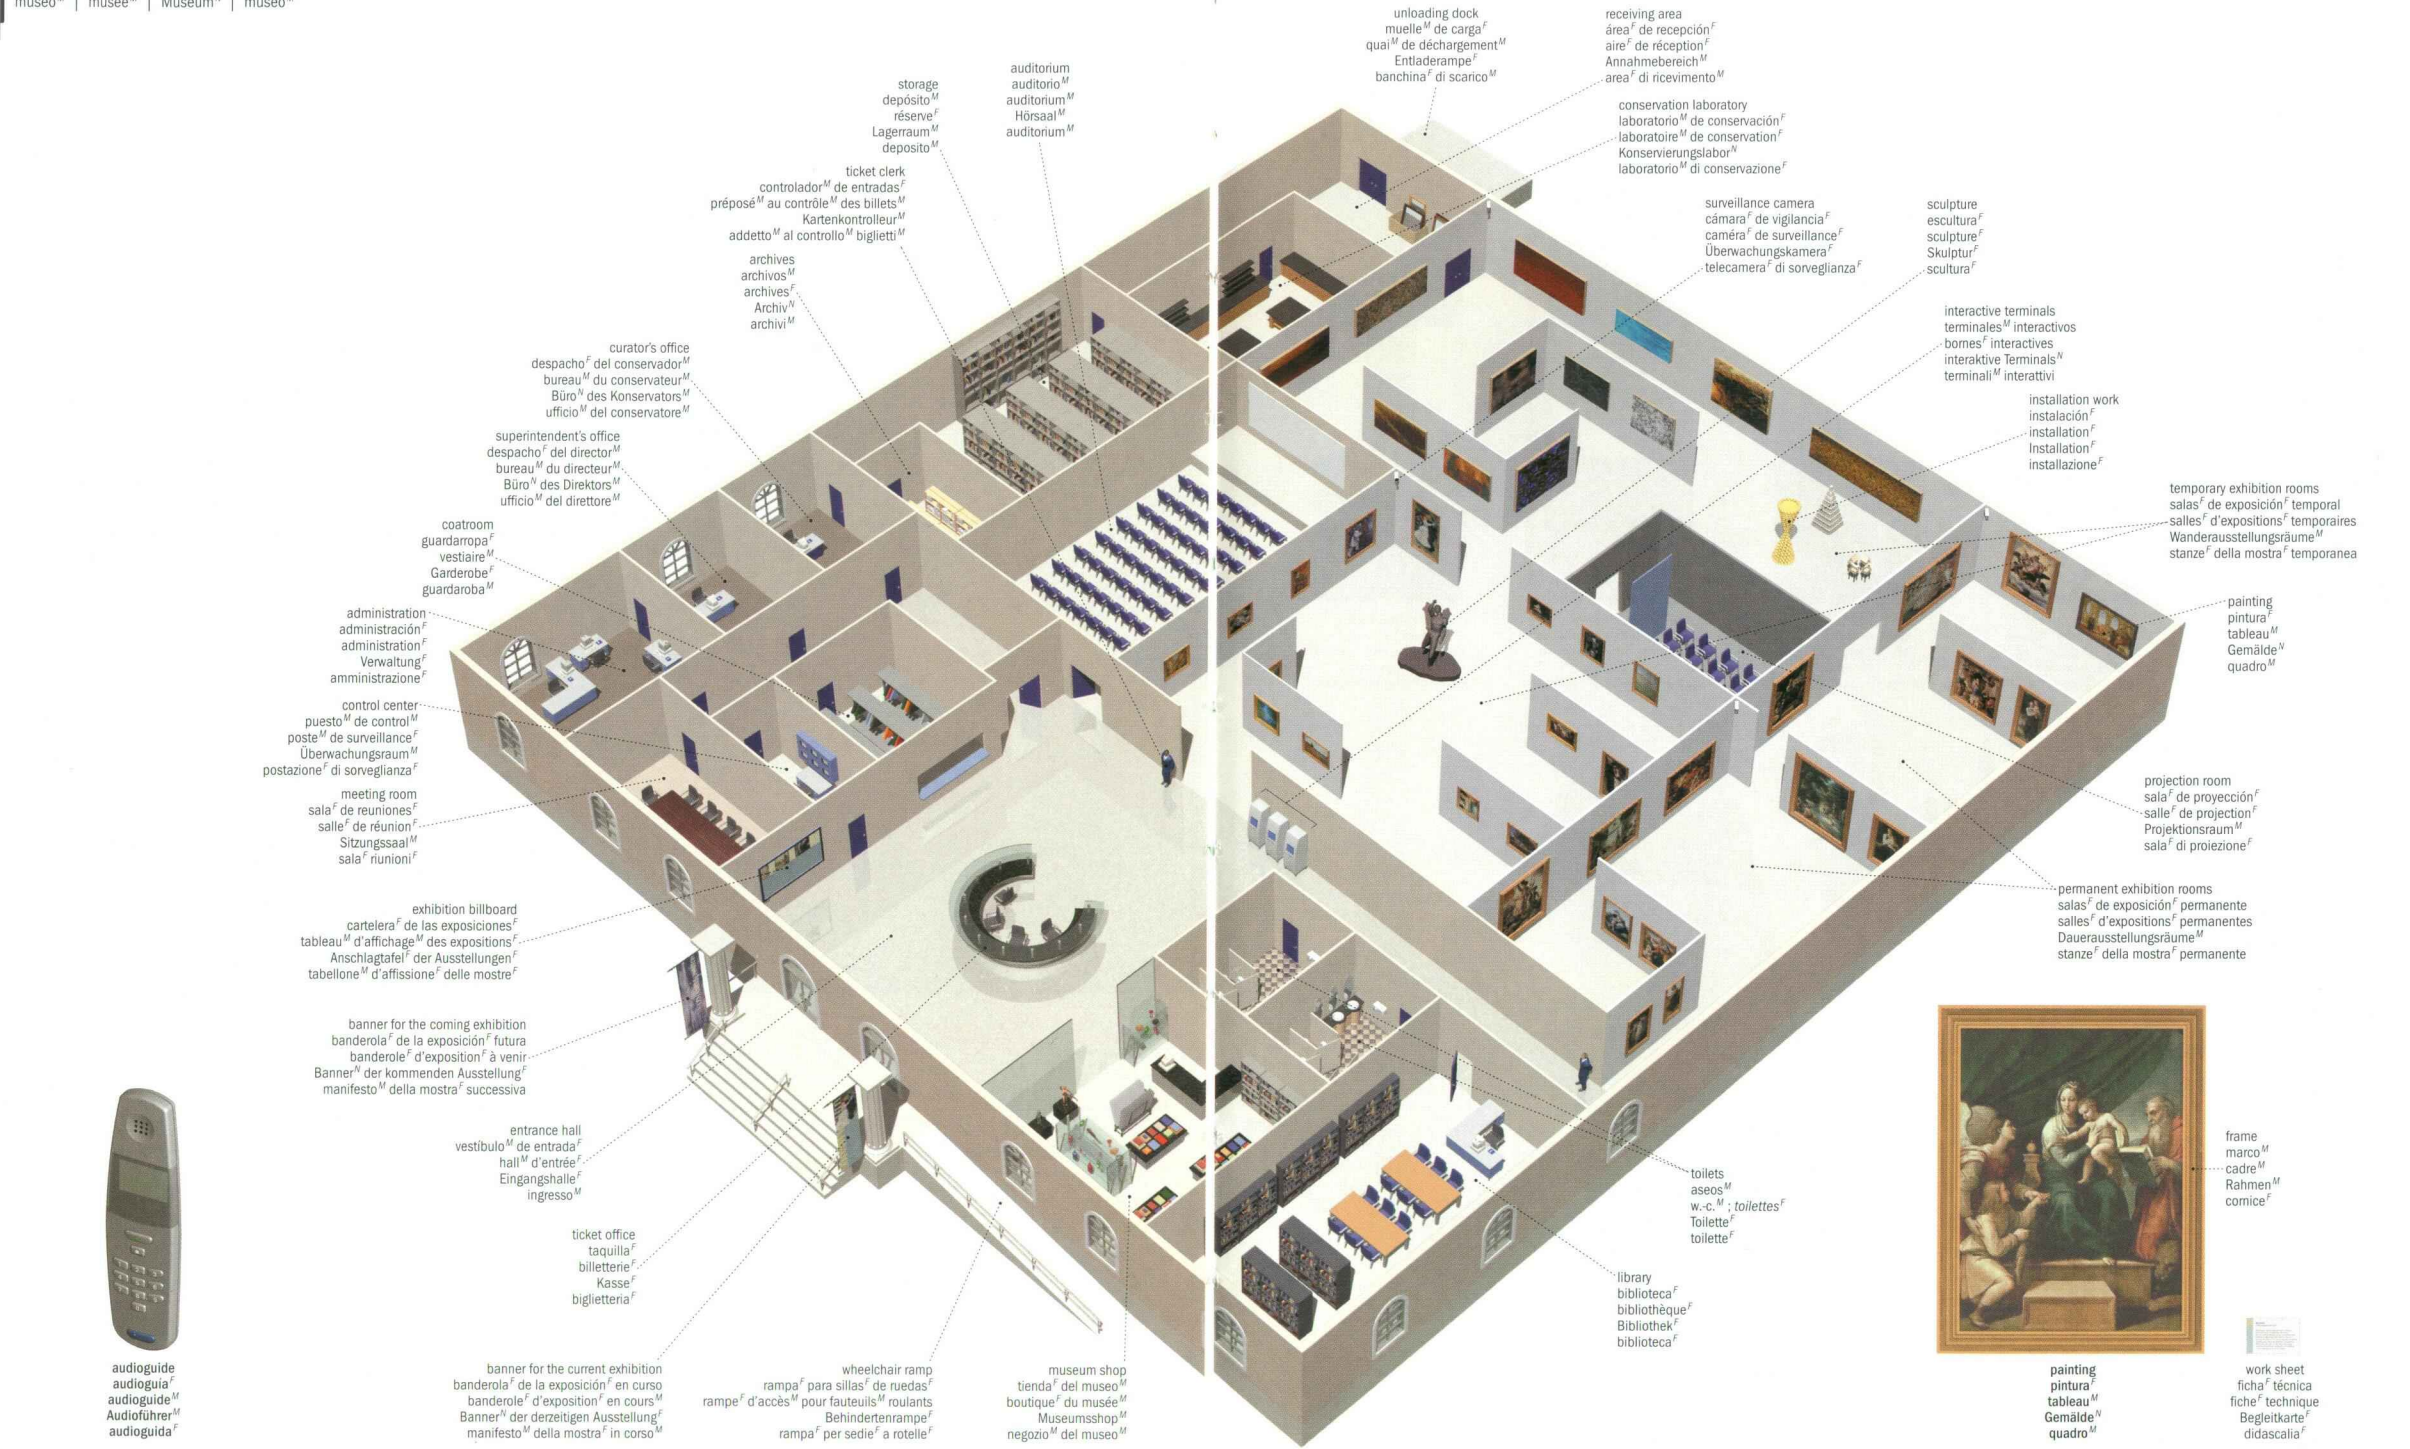 museo^M | musée^M | Museum^N | museo^M
unloading dock
muelle^M de carga^F
quai^M de déchargement^M
Entladerampe^F
banchina^F di scarico^M
receiving area
área^F de recepción^F
aire^F de réception^F
Annahmebereich^M
area^F di ricevimento^M
auditorium
auditorio^M
auditorium^M
Hörsaal^M
auditorium^M
storage
depósito^M
réserve^F
Lagerraum^M
deposito^M
conservation laboratory
laboratorio^M de conservación^F
laboratoire^M de conservation^F
Konservierungslabor^N
laboratorio^M di conservazione^F
ticket clerk
controlador^M de entradas^F
préposé^M au contrôle^M des billets^M
Kartenkontrolleur^M
addetto^M al controllo^M biglietti^M
surveillance camera
cámara^F de vigilancia^F
caméra^F de surveillance^F
Überwachungskamera^F
telecamera^F di sorveglianza^F
sculpture
escultura^F
sculpture^F
Skulptur^F
scultura^F
archives
archivos^M
archives^F
Archiv^N
archivi^M
interactive terminals
terminales^M interactivos
bornes^F interactives
interaktive Terminals^N
terminali^M interattivi
curator's office
despacho^F del conservador^M
bureau^M du conservateur^M
Büro^N des Konservators^M
ufficio^M del conservatore^M
installation work
instalación^F
installation^F
Installation^F
installazione^F
superintendent's office
despacho^F del director^M
bureau^M du directeur^M
Büro^N des Direktors^M
ufficio^M del direttore^M
temporary exhibition rooms
salas^F de exposición^F temporal
salles^F d'expositions^F temporaires
Wanderausstellungsräume^M
stanze^F della mostra^F temporanea
coatroom
guardarropa^F
vestiaire^M
Garderobe^F
guardaroba^M
painting
pintura^F
tableau^M
Gemälde^N
quadro^M
administration
administración^F
administration^F
Verwaltung^F
amministrazione^F
control center
puesto^M de control^M
poste^M de surveillance^F
Überwachungsraum^M
postazione^F di sorveglianza^F
projection room
sala^F de proyección^F
salle^F de projection^F
Projektionsraum^M
sala^F di proiezione^F
meeting room
sala^F de reuniones^F
salle^F de réunion^F
Sitzungssaal^M
sala^F riunioni^F
permanent exhibition rooms
salas^F de exposición^F permanente
salles^F d'expositions^F permanentes
Dauerausstellungsräume^M
stanze^F della mostra^F permanente
exhibition billboard
cartelera^F de las exposiciones^F
tableau^M d'affichage^M des expositions^F
Anschlagtafel^F der Ausstellungen^F
tabellone^M d'affissione^F delle mostre^F
banner for the coming exhibition
banderola^F de la exposición^F futura
banderole^F d'exposition^F à venir
Banner^N der kommenden Ausstellung^F
manifesto^M della mostra^F successiva
entrance hall
vestíbulo^M de entrada^F
hall^M d'entrée^F
Eingangshalle^F
ingresso^M
frame
marco^M
cadre^M
Rahmen^M
cornice^F
toilets
aseos^M
w.-c.^M ; toilettes^F
Toilette^F
toilette^F
ticket office
taquilla^F
billetterie^F
Kasse^F
biglietteria^F
library
biblioteca^F
bibliothèque^F
Bibliothek^F
biblioteca^F
audioguide
audioguía^F
audioguide^M
Audioführer^M
audioguida^F
banner for the current exhibition
banderola^F de la exposición^F en curso
banderole^F d'exposition^F en cours^M
Banner^N der derzeitigen Ausstellung^F
manifesto^M della mostra^F in corso^M
wheelchair ramp
rampa^F para sillas^F de ruedas^F
rampe^F d'accès^M pour fauteuils^M roulants
Behindertenrampe^F
rampa^F per sedie^F a rotelle^F
museum shop
tienda^F del museo^M
boutique^F du musée^M
Museumsshop^M
negozio^M del museo^M
painting
pintura^F
tableau^M
Gemälde^N
quadro^M
work sheet
ficha^F técnica
fiche^F technique
Begleitkarte^F
didascalia^F